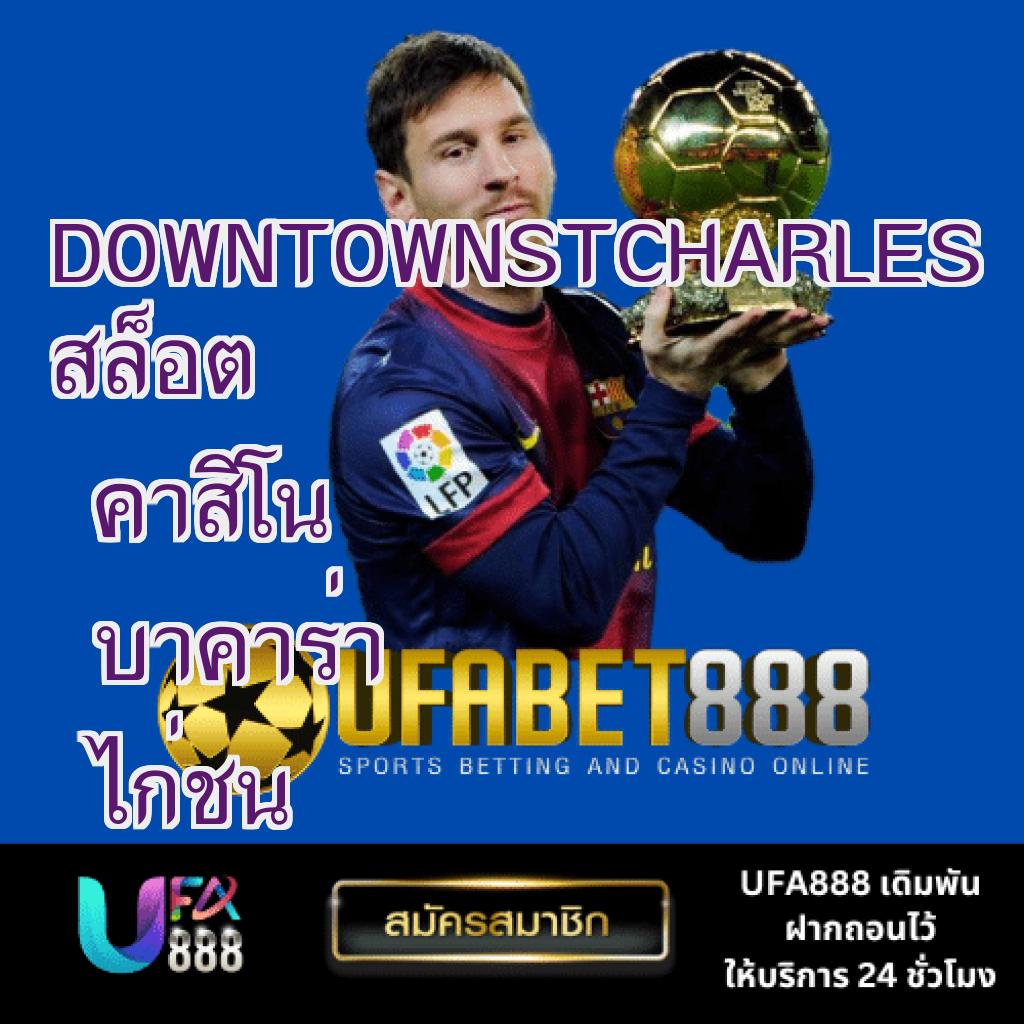 DOWNTOWNSTCHARLES
สล็อต
คาสิโน
บาคาร่า
ไก่ชน
LFP
UFABET888
SPORTS BETTING AND CASINO ONLINE
UFA
888
สมัครสมาชิก
UFA888 เดิมพัน
ฝากถอนไว้
ให้บริการ 24 ชั่วโมง